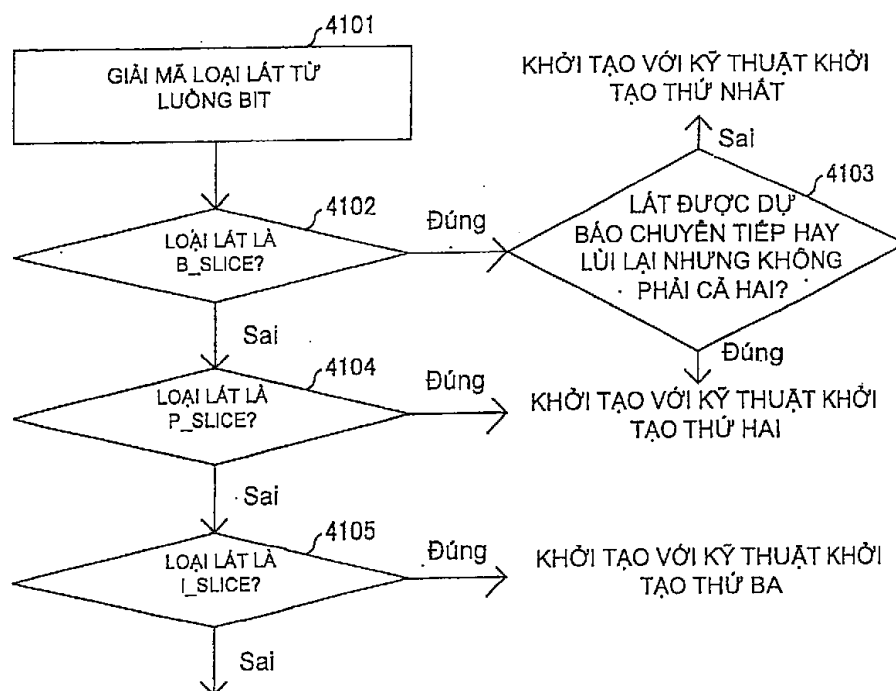 4101
GIẢI MÃ LOẠI LÁT TỪ
LUỒNG BIT
KHỞI TẠO VỚI KỸ THUẬT KHỞI
TẠO THỨ NHẤT
Sai
4102
LOẠI LÁT LÀ
B_SLICE?
Đúng
4103
LÁT ĐƯỢC DỰ
BÁO CHUYỂN TIẾP HAY
LÙI LẠI NHƯNG KHÔNG
PHẢI CẢ HAI?
Sai
Đúng
4104
LOẠI LÁT LÀ
P_SLICE?
Đúng
KHỞI TẠO VỚI KỸ THUẬT KHỞI
TẠO THỨ HAI
Sai
4105
LOẠI LÁT LÀ
I_SLICE?
Đúng
KHỞI TẠO VỚI KỸ THUẬT KHỞI
TẠO THỨ BA
Sai